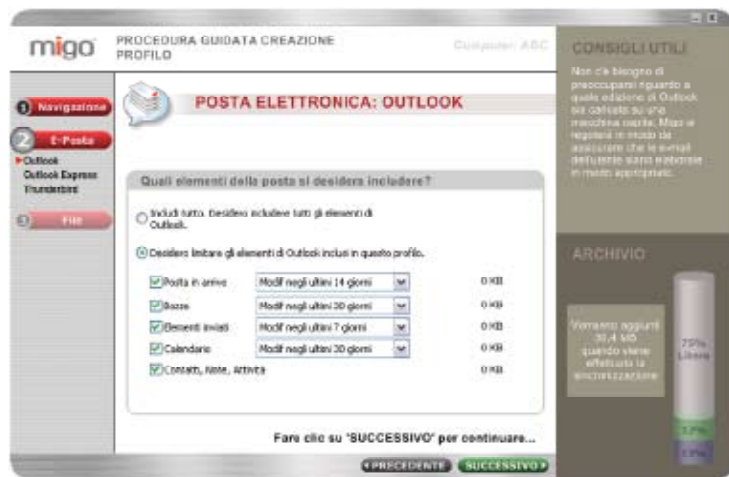 migo
PROCEDURA GUIDATA CREAZIONE
PROFILO
Computer: ABC
CONSIGLI UTILI
Non c'è bisogno di
preoccuparsi riguardo a
quale edizione di Outlook
sia caricata su una
macchina ospite, Migo si
regolerà in modo da
assicurare che le e-mail
dell'utente siano elaborate
in modo appropriato.
1 Navigazione
2 E-Posta
Outlook
Outlook Express
Thunderbird
3 File
POSTA ELETTRONICA: OUTLOOK
Quali elementi della posta si desidera includere?
Includi tutto. Desidero includere tutti gli elementi di
Outlook.
Desidero limitare gli elementi di Outlook inclusi in questo profilo.
Posta in arrivo Modif negli ultimi 14 giorni 0 KB
Bozze Modif negli ultimi 30 giorni 0 KB
Elementi inviati Modif negli ultimi 7 giorni 0 KB
Calendario Modif negli ultimi 30 giorni 0 KB
Contatti, Note, Attività 0 KB
Fare clic su 'SUCCESSIVO' per continuare...
PRECEDENTE SUCCESSIVO
ARCHIVIO
Verranno aggiunti
30,4 MB
quando viene
effettuata la
sincronizzazione
75%
Libero